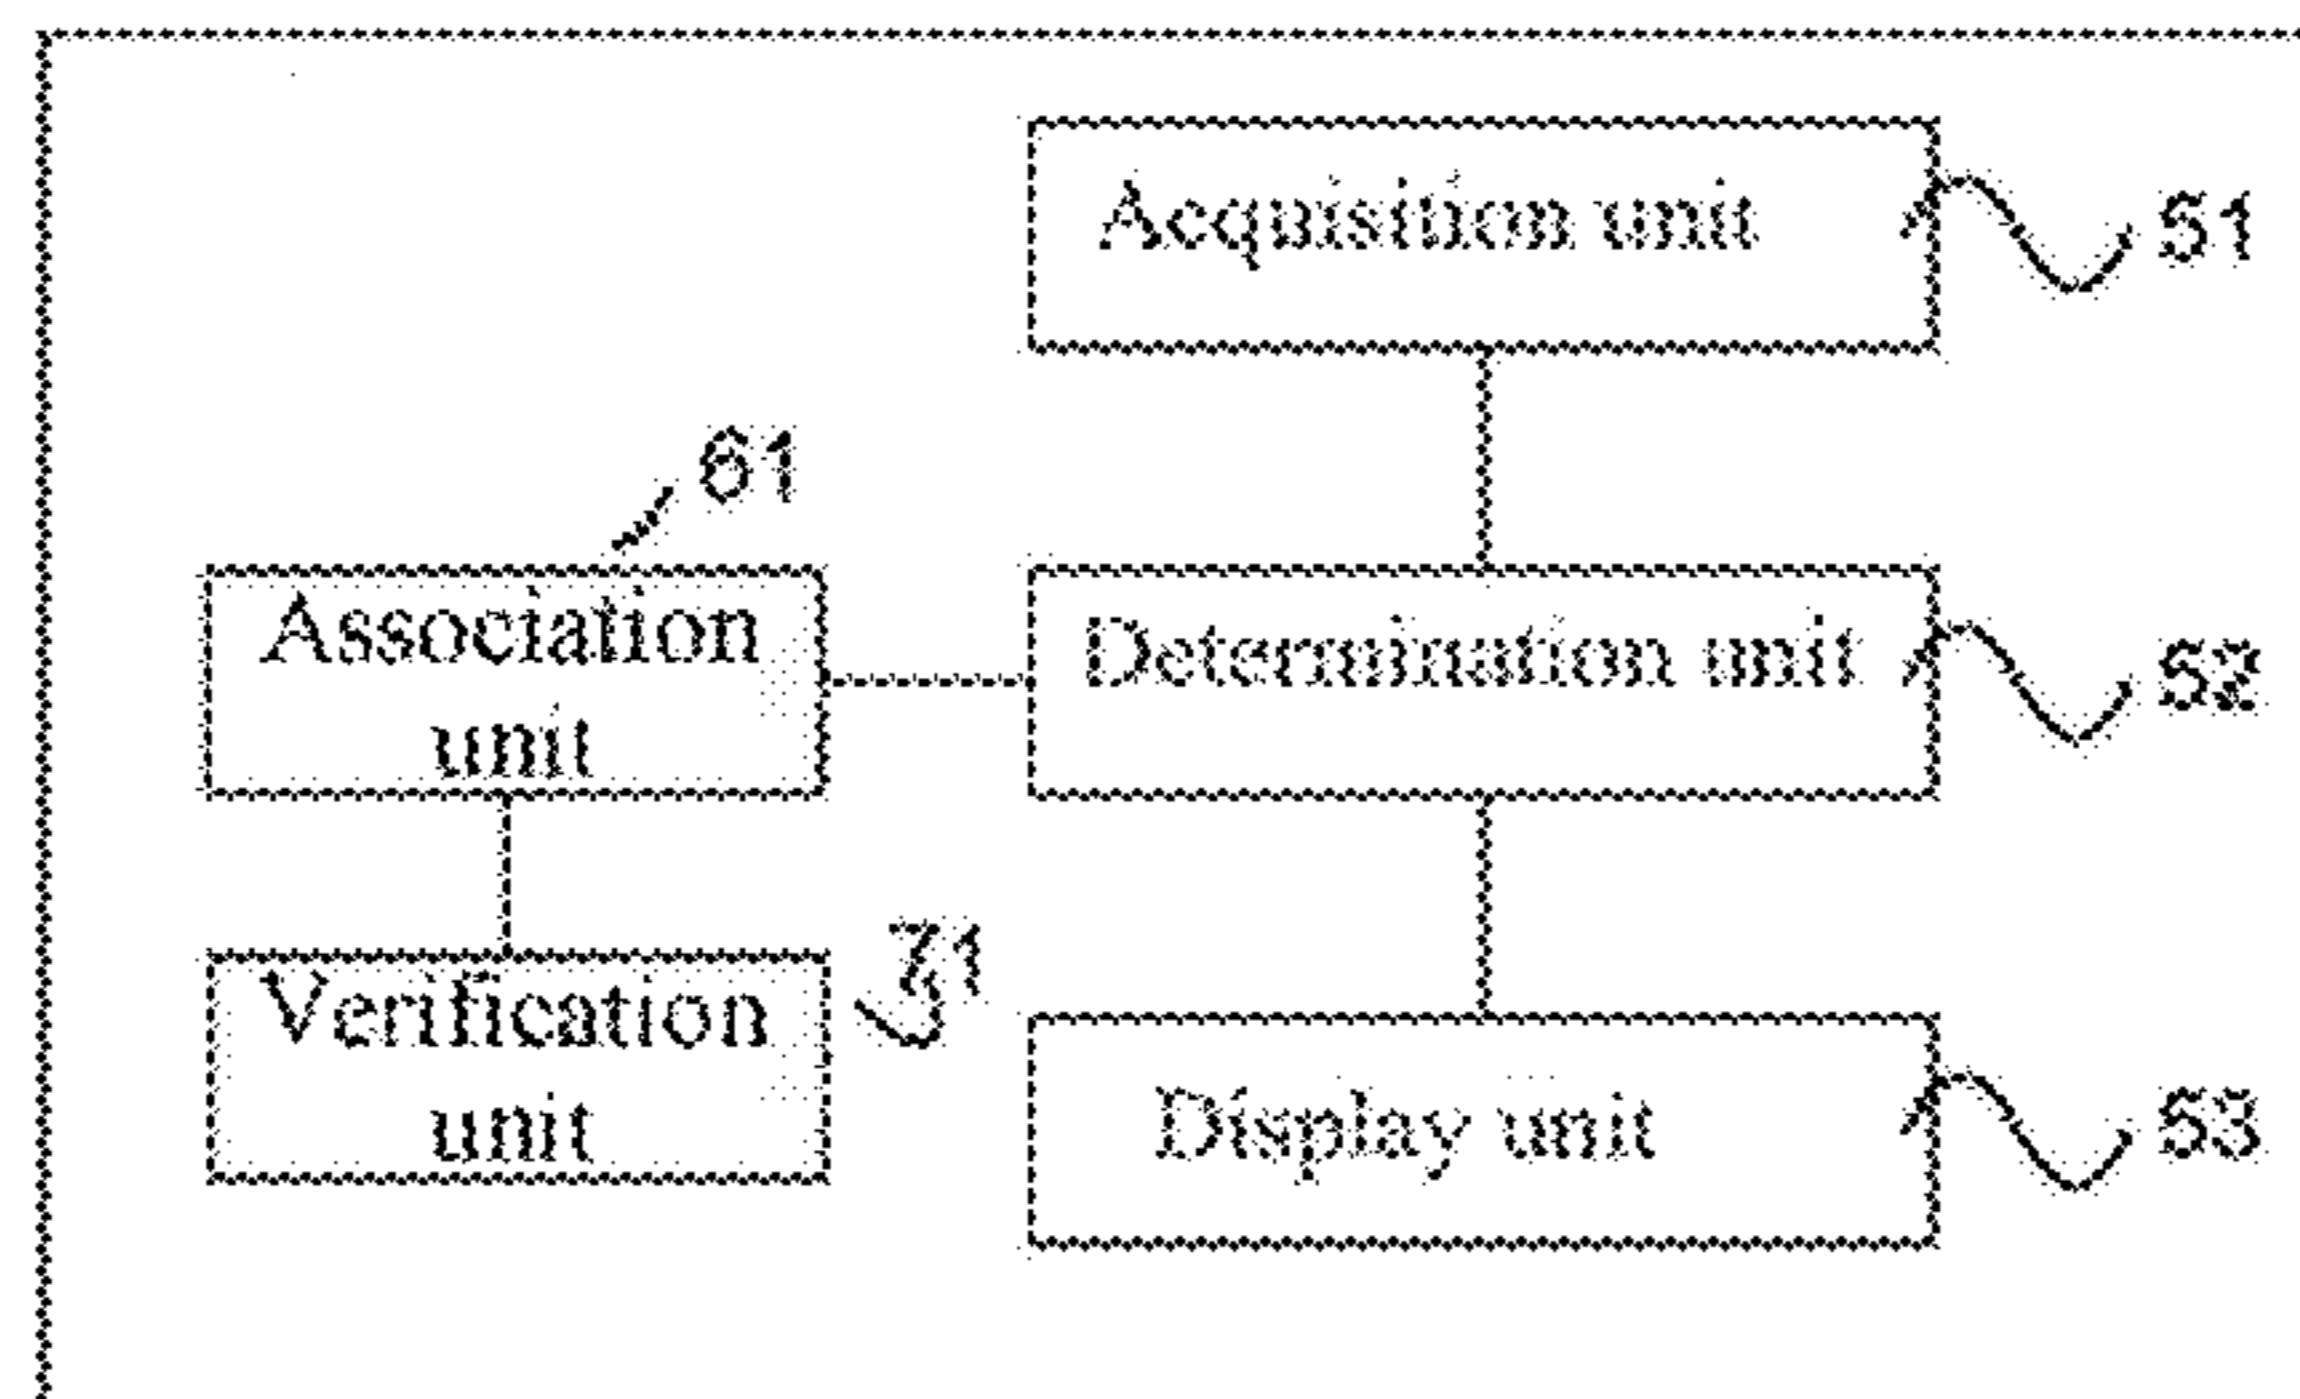 Acquisition unit
51
61
Association
unit
Determination unit
52
71
Verification
unit
Display unit
53